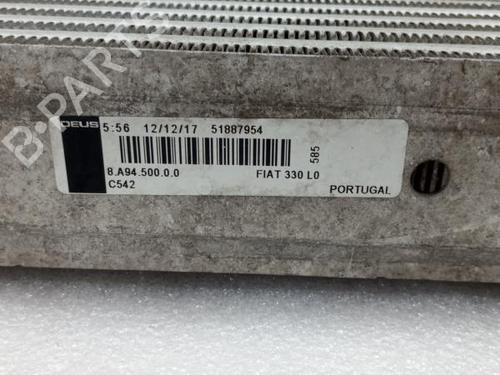 DEUS 5:56 12/12/17 51887954
585
8.A94.500.0.0 FIAT 330 L0
C542 PORTUGAL
B-Parts